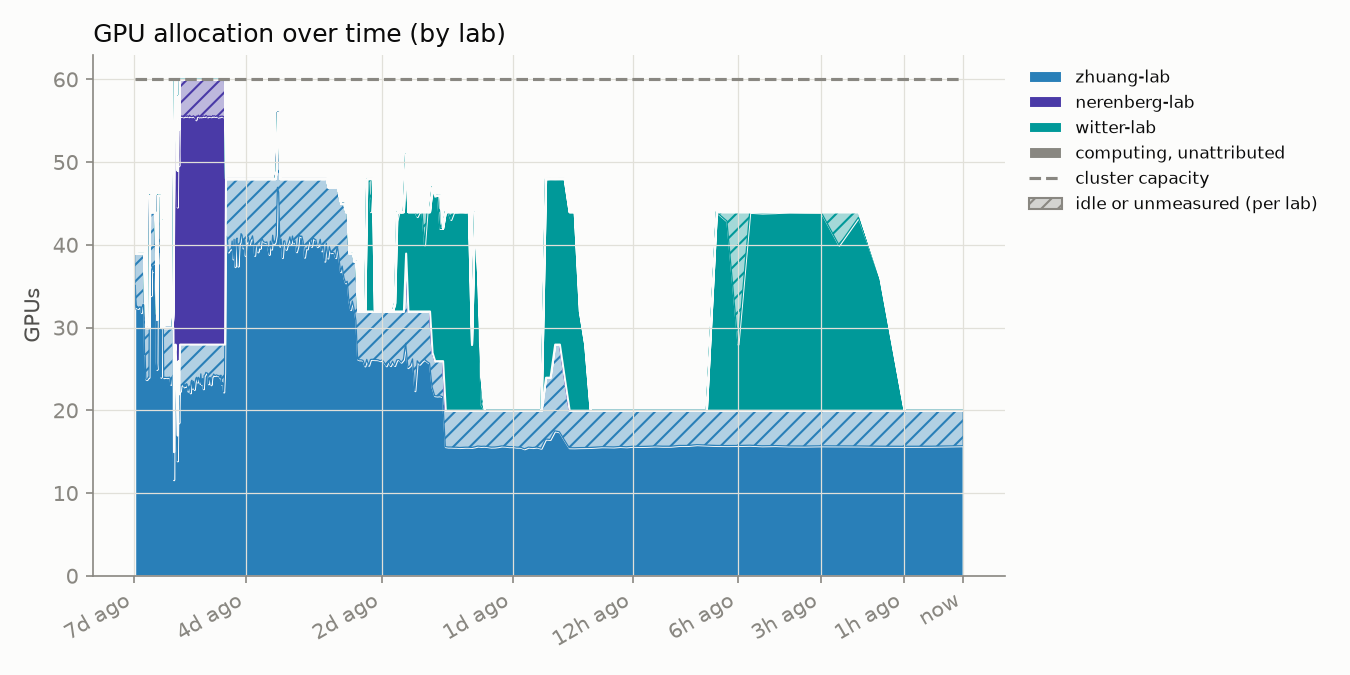 GPU allocation over time (by lab)
GPUs
60
50
40
30
20
10
0
7d ago
4d ago
2d ago
1d ago
12h ago
6h ago
3h ago
1h ago
now
zhuang-lab
nerenberg-lab
witter-lab
computing, unattributed
cluster capacity
idle or unmeasured (per lab)